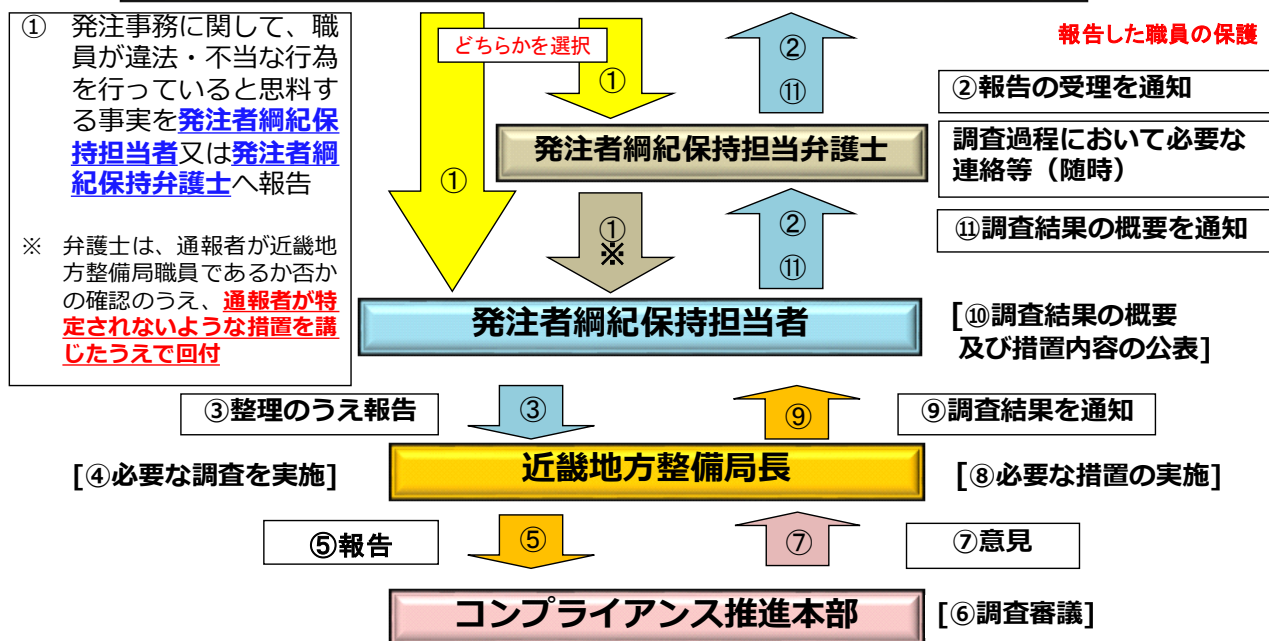 ① 発注事務に関して、職
員が違法・不当な行為
を行っていると思料す
る事実を発注者綱紀保
持担当者又は発注者綱
紀保持弁護士へ報告
※ 弁護士は、通報者が近畿地
方整備局職員であるか否か
の確認のうえ、通報者が特
定されないような措置を講
じたうえで回付
どちらかを選択
①
①
②
⑪
報告した職員の保護
②報告の受理を通知
調査過程において必要な
連絡等（随時）
⑪調査結果の概要を通知
発注者綱紀保持担当弁護士
①
※
②
⑪
発注者綱紀保持担当者
[⑩調査結果の概要
及び措置内容の公表]
③整理のうえ報告
③
⑨
⑨調査結果を通知
[④必要な調査を実施]
近畿地方整備局長
[⑧必要な措置の実施]
⑤報告
⑤
⑦
⑦意見
コンプライアンス推進本部
[⑥調査審議]